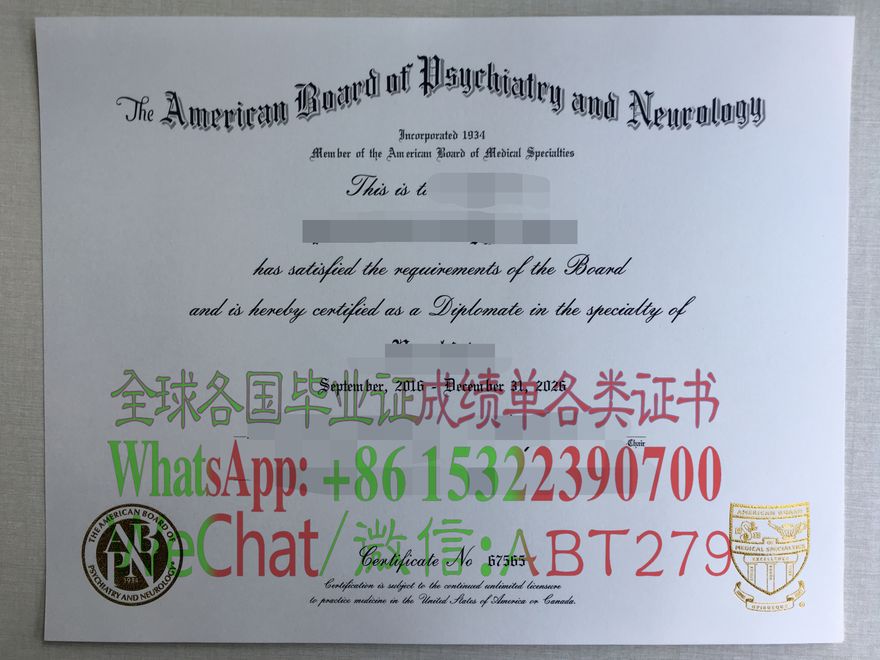 The American Board of Psychiatry and Neurology
Incorporated 1934
Member of the American Board of Medical Specialties
This is
has satisfied the requirements of the Board
and is hereby certified as a Diplomate in the specialty of
September, 2016 - December 31, 2026
全球各国毕业证成绩单各类证书
Chair
WhatsApp: +86 15322390700
WeChat/微信:ABT279
Certificate No 67565
Certification is subject to the continued unlimited licensure
to practice medicine in the United States of America or Canada.
THE AMERICAN BOARD OF
PSYCHIATRY AND NEUROLOGY
ABPN
1934
AMERICAN BOARD
MEDICAL SPECIALTIES
EXCELLENCE